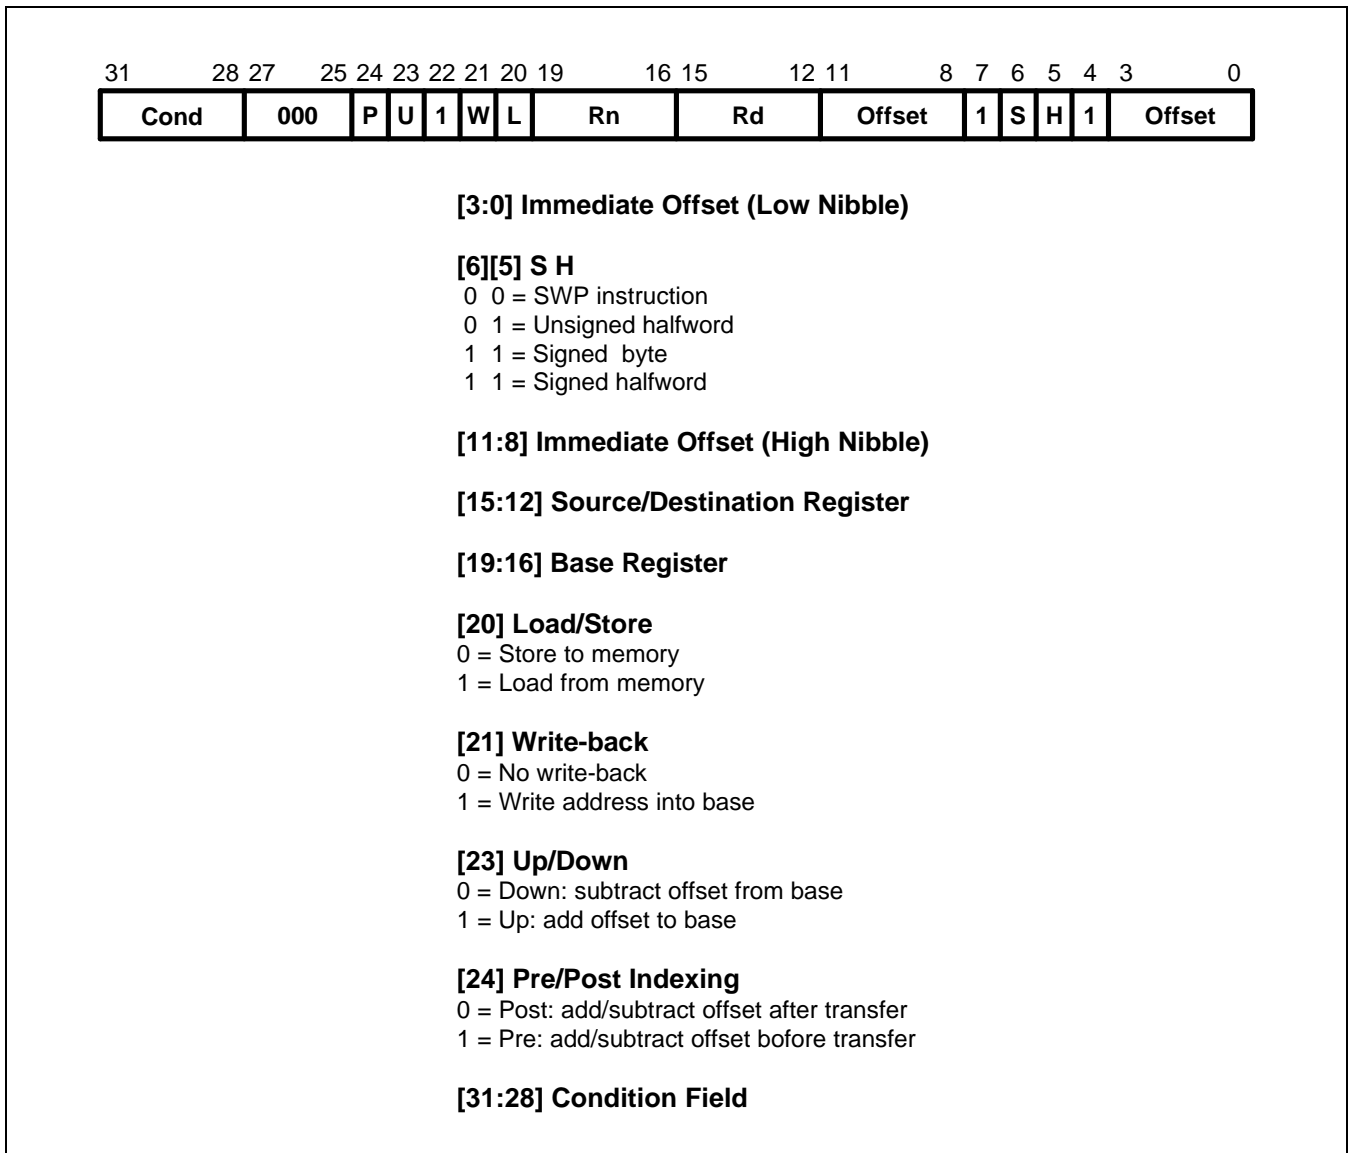 31 28 27 25 24 23 22 21 20 19 16 15 12 11 8 7 6 5 4 3 0
Cond 000 P U 1 W L Rn Rd Offset 1 S H 1 Offset
[3:0] Immediate Offset (Low Nibble)
[6][5] S H
0 0 = SWP instruction
0 1 = Unsigned halfword
1 1 = Signed byte
1 1 = Signed halfword
[11:8] Immediate Offset (High Nibble)
[15:12] Source/Destination Register
[19:16] Base Register
[20] Load/Store
0 = Store to memory
1 = Load from memory
[21] Write-back
0 = No write-back
1 = Write address into base
[23] Up/Down
0 = Down: subtract offset from base
1 = Up: add offset to base
[24] Pre/Post Indexing
0 = Post: add/subtract offset after transfer
1 = Pre: add/subtract offset bofore transfer
[31:28] Condition Field